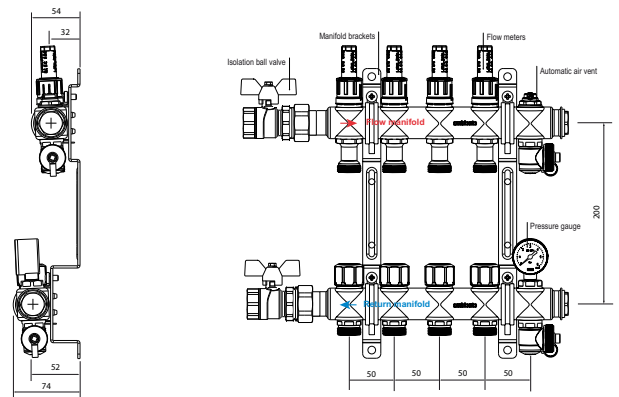 54
32
Manifold brackets
Flow meters
Isolation ball valve
Automatic air vent
Flow manifold
200
Pressure gauge
Return manifold
50
50
50
50
52
74